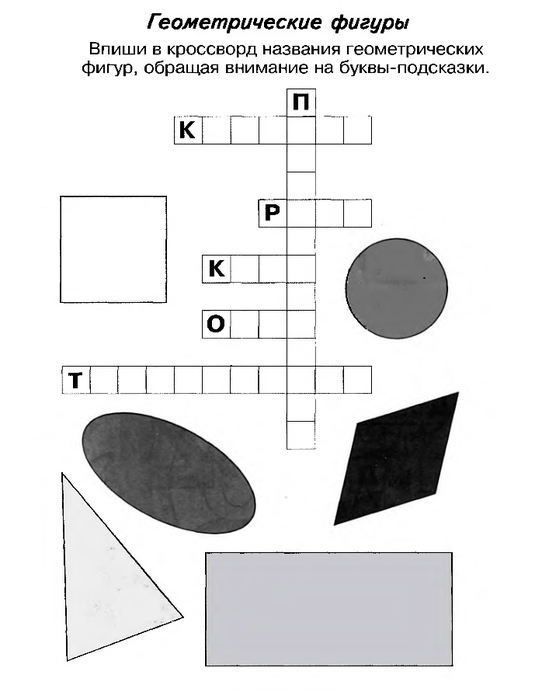 Геометрические фигуры
Впиши в кроссворд названия геометрических
фигур, обращая внимание на буквы-подсказки.
П
К
Р
К
О
Т